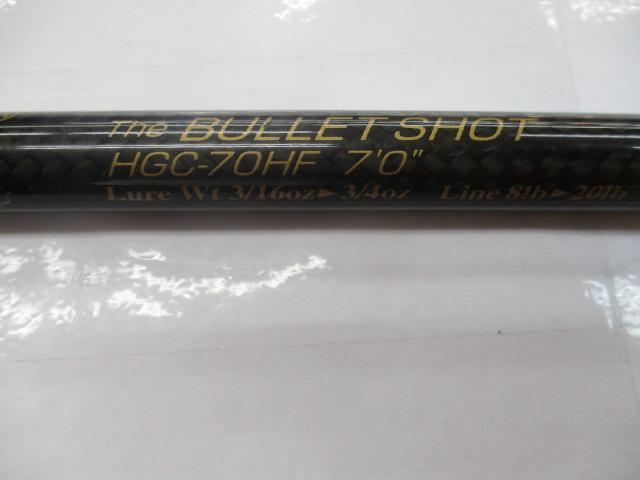 The BULLET SHOT
HGC-70HF 7'0"
Lure Wt 3/16oz▶3/4oz Line 8lb▶20lb